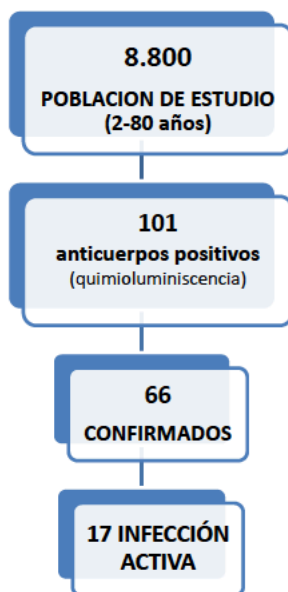 8.800
POBLACION DE ESTUDIO
(2-80 años)
101
anticuerpos positivos
(quimioluminiscencia)
66
CONFIRMADOS
17 INFECCIÓN
ACTIVA